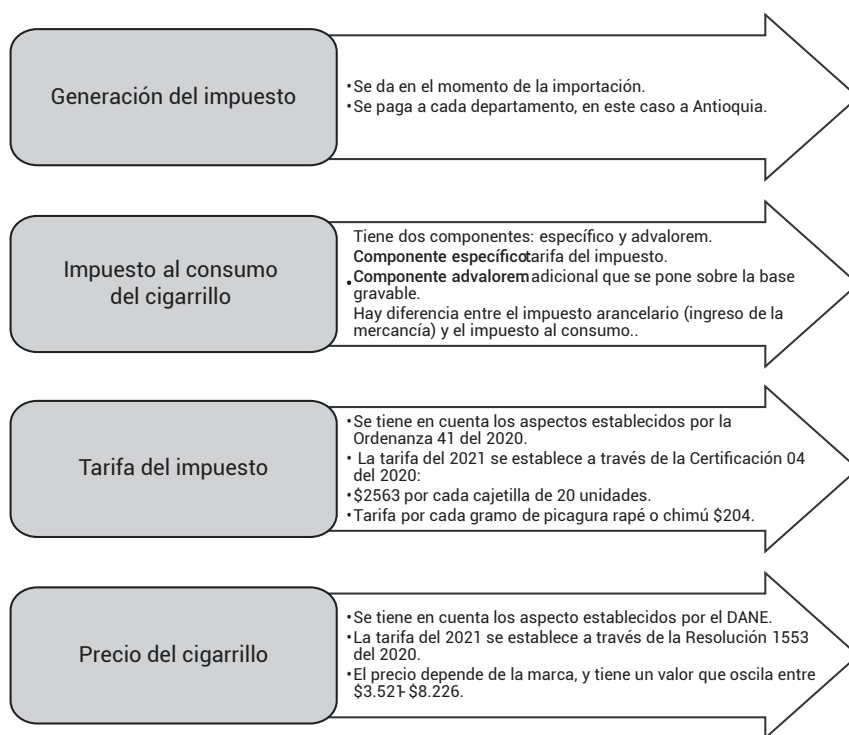 Generación del impuesto
•Se da en el momento de la importación.
•Se paga a cada departamento, en este caso a Antioquia.
Impuesto al consumo
del cigarrillo
Tiene dos componentes: específico y advalorem.
Componente específicotarifa del impuesto.
•Componente advalorem adicional que se pone sobre la base
gravable.
Hay diferencia entre el impuesto arancelario (ingreso de la
mercancía) y el impuesto al consumo..
Tarifa del impuesto
•Se tiene en cuenta los aspectos establecidos por la
Ordenanza 41 del 2020.
• La tarifa del 2021 se establece a través de la Certificación 04
del 2020:
•$2563 por cada cajetilla de 20 unidades.
•Tarifa por cada gramo de picagura rapé o chimú $204.
Precio del cigarrillo
•Se tiene en cuenta los aspecto establecidos por el DANE.
•La tarifa del 2021 se establece a través de la Resolución 1553
del 2020.
•El precio depende de la marca, y tiene un valor que oscila entre
$3.521- $8.226.